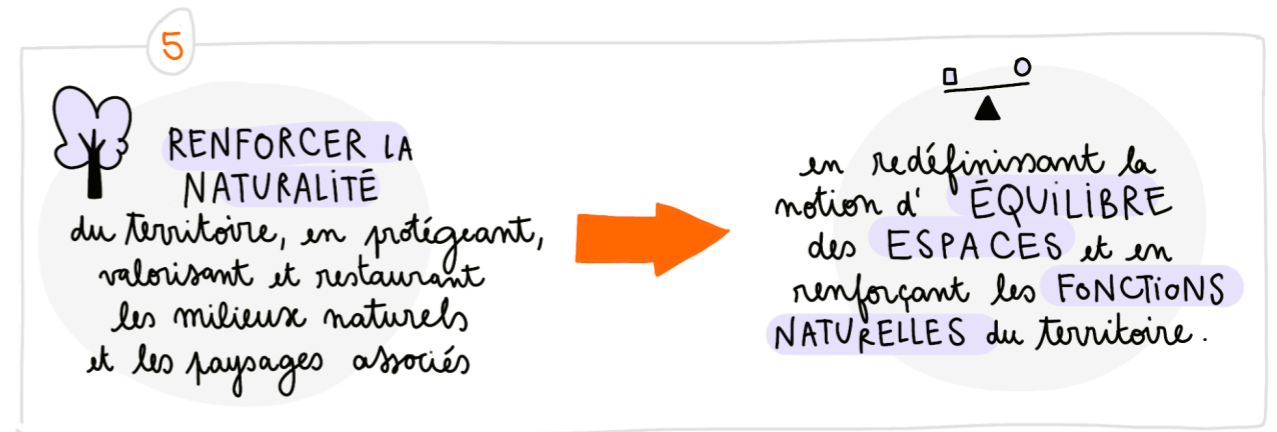 5
RENFORCER LA
NATURALITÉ
du territoire, en protégeant,
valorisant et restaurant
les milieux naturels
et les paysages associés
en redéfinissant la
notion d' ÉQUILIBRE
des ESPACES et en
renforçant les FONCTIONS
NATURELLES du territoire.